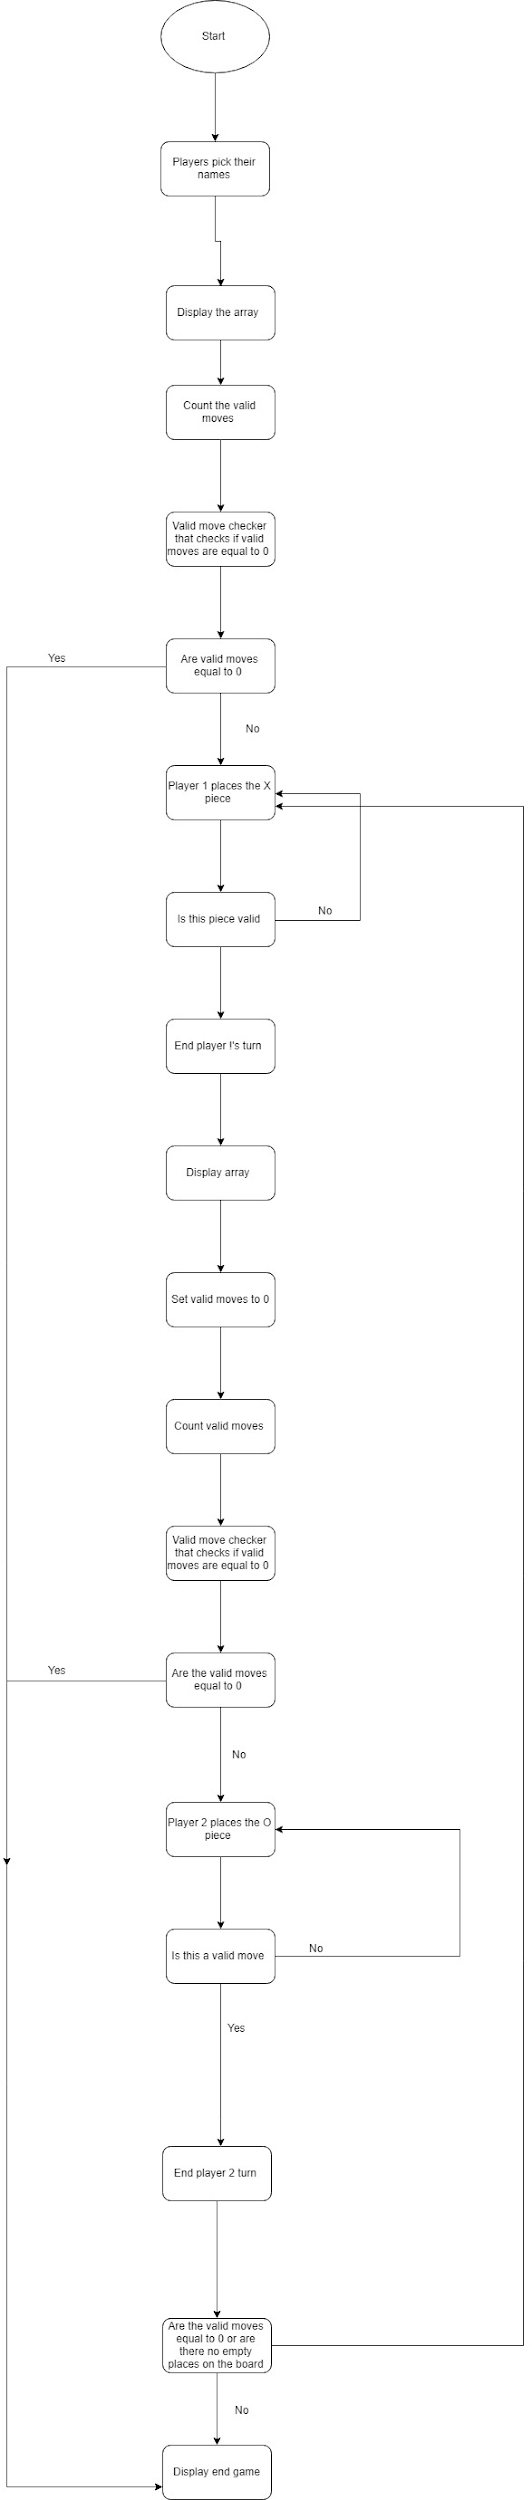 Start
Players pick their
names
Display the array
Count the valid
moves
Valid move checker
that checks if valid
moves are equal to 0
Yes
Are valid moves
equal to 0
No
Player 1 places the X
piece
Is this piece valid
No
End player !'s turn
Display array
Set valid moves to 0
Count valid moves
Valid move checker
that checks if valid
moves are equal to 0
Yes
Are the valid moves
equal to 0
No
Player 2 places the O
piece
Is this a valid move
No
Yes
End player 2 turn
Are the valid moves
equal to 0 or are
there no empty
places on the board
No
Display end game